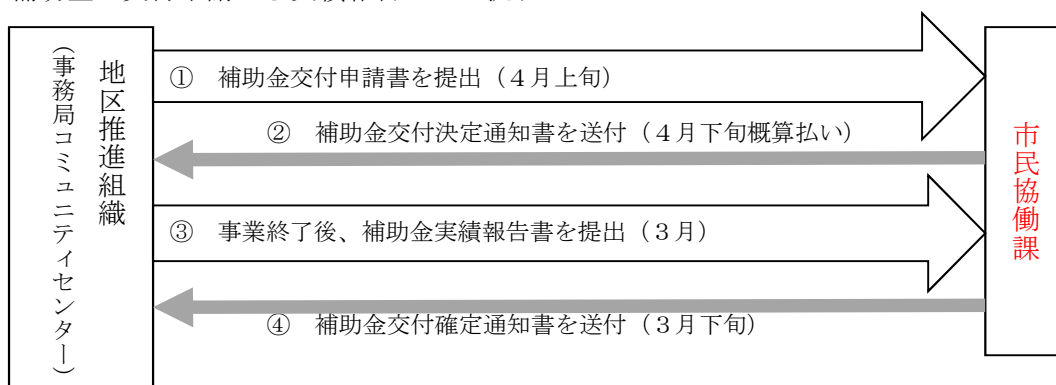 地区推進組織
（事務局コミュニティセンター）
① 補助金交付申請書を提出（４月上旬）
② 補助金交付決定通知書を送付（４月下旬概算払い）
③ 事業終了後、補助金実績報告書を提出（３月）
④ 補助金交付確定通知書を送付（３月下旬）
市民協働課